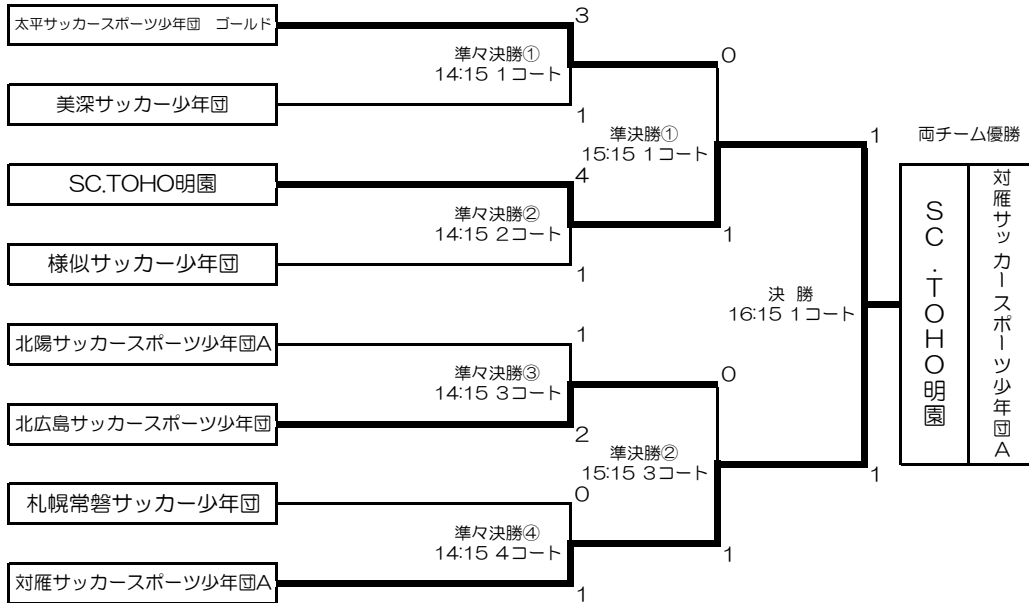 太平サッカースポーツ少年団　ゴールド
3
準々決勝①
14:15 1コート
0
美深サッカー少年団
1
準決勝①
15:15 1コート
1
両チーム優勝
SC.TOHO明園
4
準々決勝②
14:15 2コート
1
様似サッカー少年団
1
決 勝
16:15 1コート
SC.TOHO明園
対雁サッカースポーツ少年団A
北陽サッカースポーツ少年団A
1
準々決勝③
14:15 3コート
0
北広島サッカースポーツ少年団
2
準決勝②
15:15 3コート
1
札幌常磐サッカー少年団
0
準々決勝④
14:15 4コート
1
対雁サッカースポーツ少年団A
1